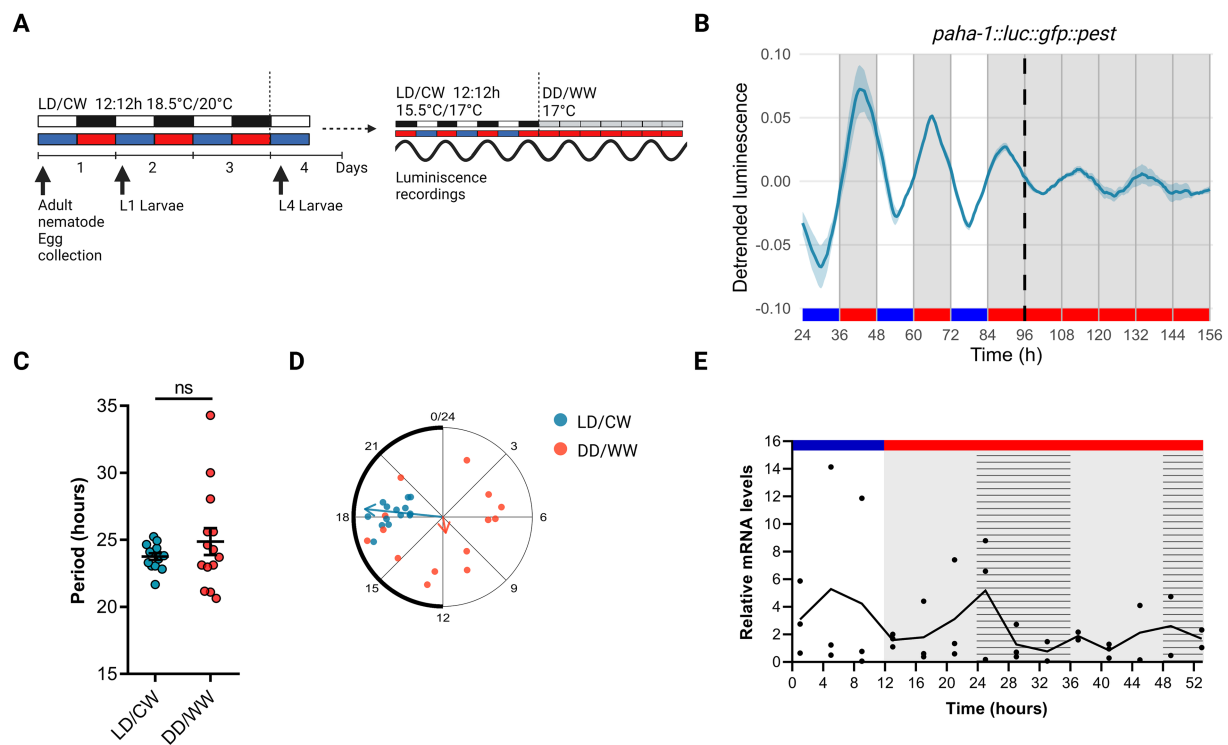 A
LD/CW 12:12h 18.5°C/20°C
1
2
3
4
Days
Adult
nematode
Egg
collection
L1 Larvae
L4 Larvae
LD/CW 12:12h
15.5°C/17°C
DD/WW
17°C
Luminiscence
recordings
B
paha-1::luc::gfp::pest
Detrended luminescence
0.10
0.05
0.00
-0.05
-0.10
24 36 48 60 72 84 96 108 120 132 144 156
Time (h)
C
ns
Period (hours)
35
30
25
20
15
LD/CW
DD/WW
D
0/24
3
6
9
12
15
18
21
LD/CW
DD/WW
E
Relative mRNA levels
16
14
12
10
8
6
4
2
0
0 4 8 12 16 20 24 28 32 36 40 44 48 52
Time (hours)